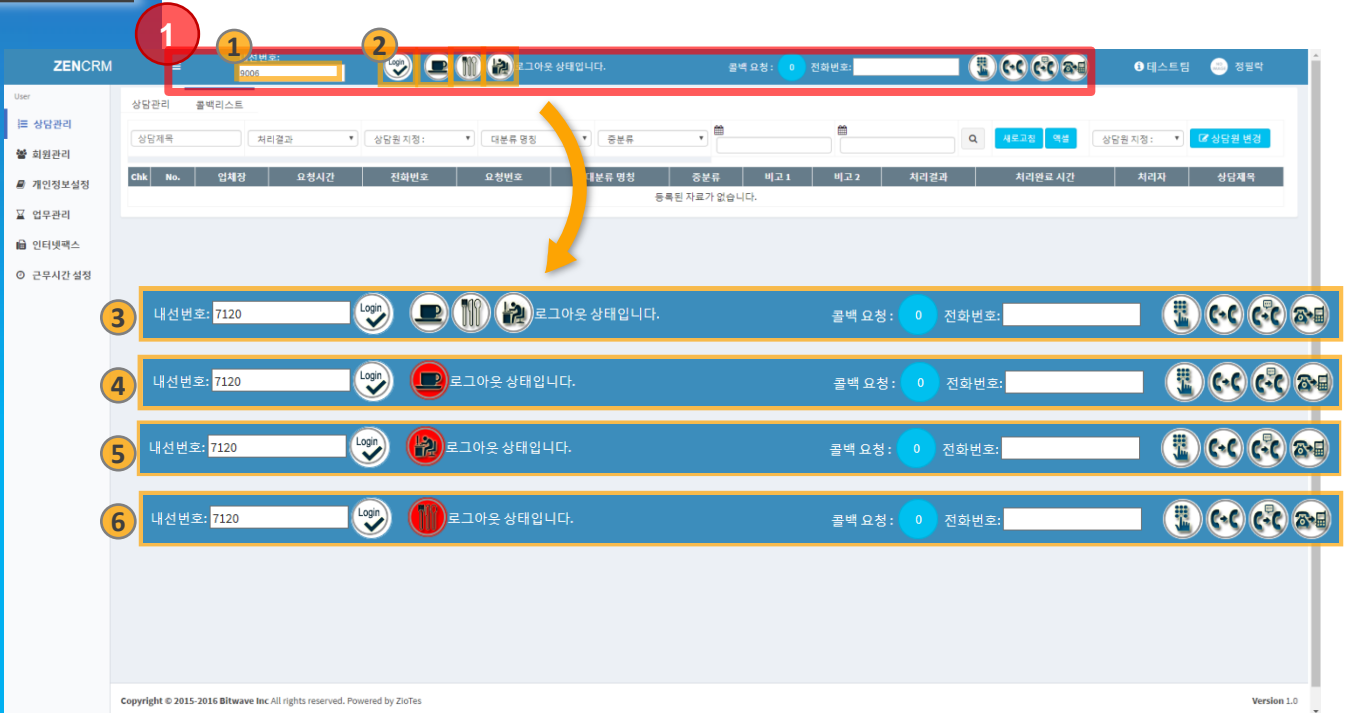 1
1
2
ZENCRM
선번호:
9006
Login
로그아웃 상태입니다.
콜백 요청: 0 전화번호:
테스트팀
정필락
User
상담관리
회원관리
개인정보설정
업무관리
인터넷팩스
근무시간 설정
상담관리 콜백리스트
상담제목 처리결과 상담원 지정: 대분류 명칭 중분류 새로고침 엑셀 상담원 지정: 상담원 변경
Chk No. 업체장 요청시간 전화번호 요청번호 대분류 명칭 중분류 비고 1 비고 2 처리결과 처리완료 시간 처리자 상담제목
등록된 자료가 없습니다.
3 내선번호: 7120 Login 로그아웃 상태입니다. 콜백 요청: 0 전화번호:
4 내선번호: 7120 Login 로그아웃 상태입니다. 콜백 요청: 0 전화번호:
5 내선번호: 7120 Login 로그아웃 상태입니다. 콜백 요청: 0 전화번호:
6 내선번호: 7120 Login 로그아웃 상태입니다. 콜백 요청: 0 전화번호:
Copyright © 2015-2016 Bitwave Inc All rights reserved. Powered by ZioTes
Version 1.0